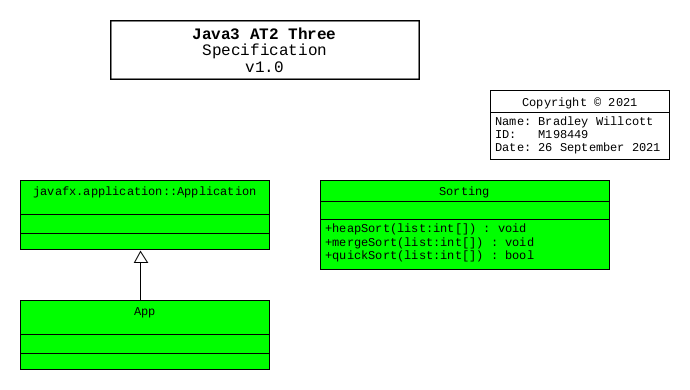 Java3 AT2 Three
Specification
v1.0
Copyright © 2021
Name: Bradley Willcott
ID:   M198449
Date: 26 September 2021
javafx.application::Application
Sorting
+heapSort(list:int[]) : void
+mergeSort(list:int[]) : void
+quickSort(list:int[]) : bool
App